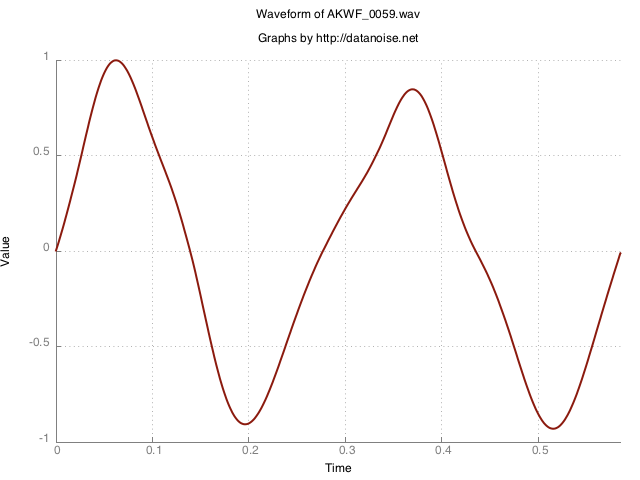 Waveform of AKWF_0059.wav
Graphs by http://datanoise.net
1
0.5
0
-0.5
-1
Value
0 0.1 0.2 0.3 0.4 0.5
Time